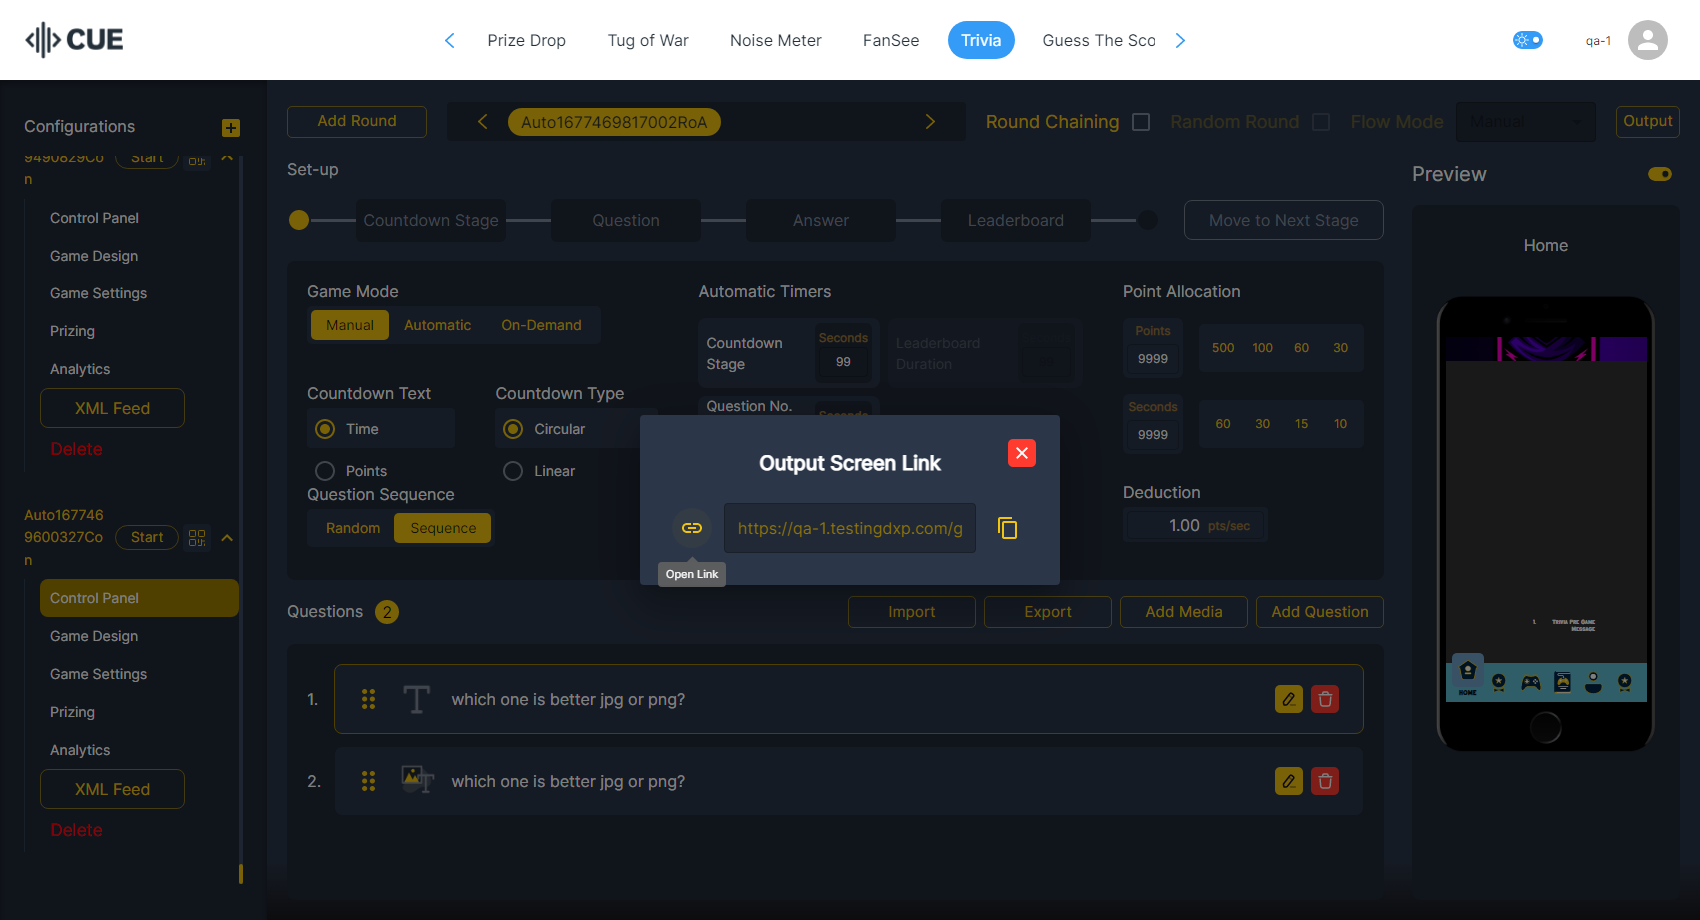 CUE
Prize Drop
Tug of War
Noise Meter
FanSee
Trivia
Guess The Sco
qa-1
Configurations
9490829Co
n
Start
Control Panel
Game Design
Game Settings
Prizing
Analytics
XML Feed
Delete
Auto167746
9600327Co
n
Start
Control Panel
Game Design
Game Settings
Prizing
Analytics
XML Feed
Delete
Add Round
Auto1677469817002RoA
Round Chaining
Random Round
Flow Mode
Manual
Output
Set-up
Countdown Stage
Question
Answer
Leaderboard
Move to Next Stage
Game Mode
Manual
Automatic
On-Demand
Countdown Text
Time
Points
Countdown Type
Circular
Linear
Question Sequence
Random
Sequence
Automatic Timers
Countdown
Stage
Seconds
99
Leaderboard
Duration
Question No.
Seconds
Point Allocation
Points
9999
500
100
60
30
Seconds
9999
60
30
15
10
Deduction
1.00 pts/sec
Output Screen Link
https://qa-1.testingdxp.com/g
Open Link
Questions 2
Import
Export
Add Media
Add Question
1.
which one is better jpg or png?
2.
which one is better jpg or png?
Preview
Home
Trivia Pre Game
Message
HOME